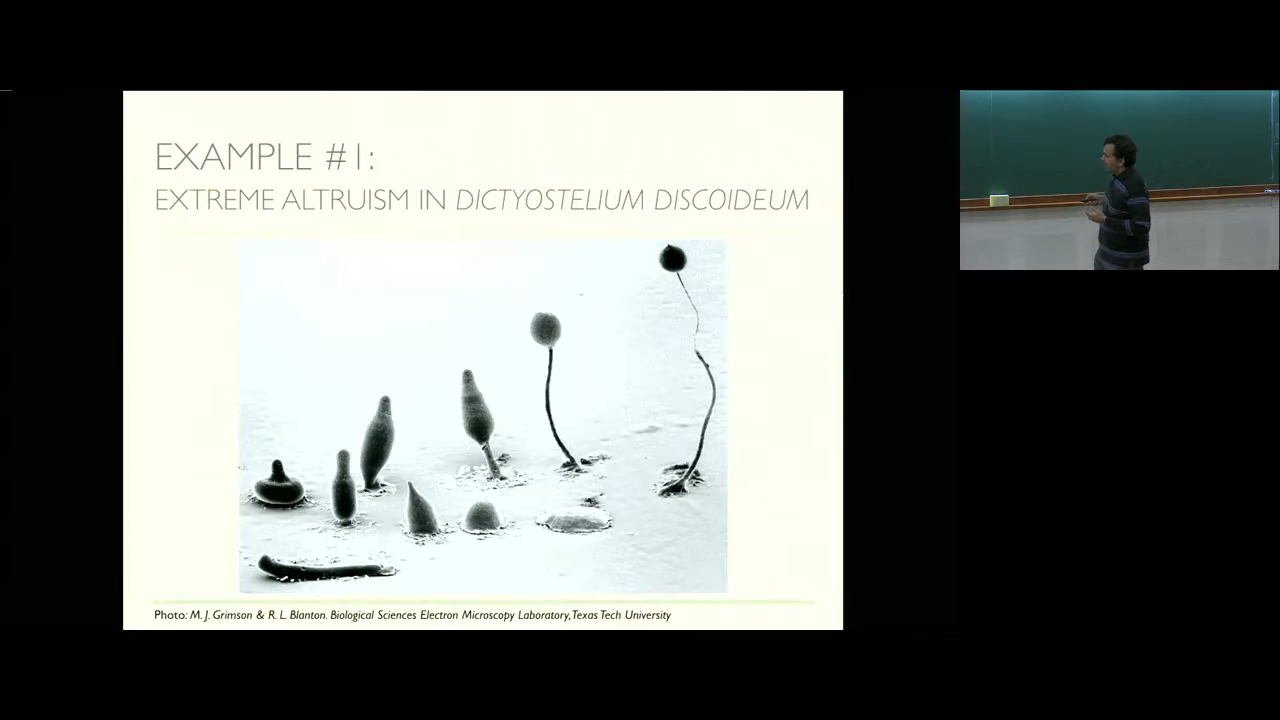 EXAMPLE #1:
EXTREME ALTRUISM IN DICTYOSTELIUM DISCOIDEUM
Photo: M. J. Grimson & R. L. Blanton. Biological Sciences Electron Microscopy Laboratory, Texas Tech University